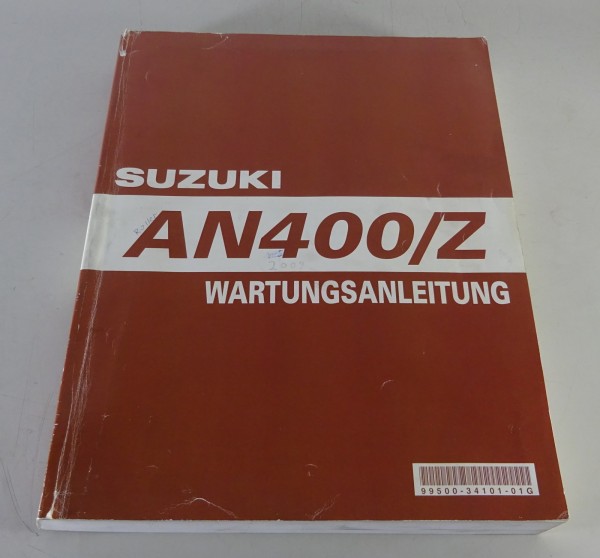 SUZUKI
AN400/Z
WARTUNGSANLEITUNG
99500-34101-01G